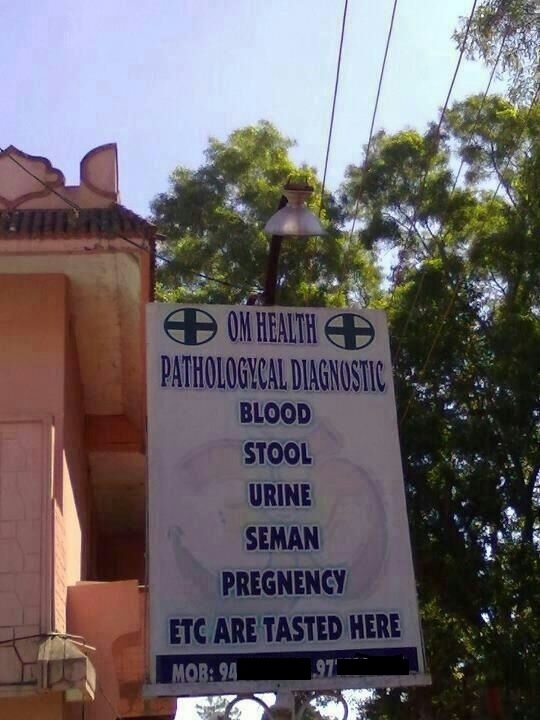 OM HEALTH
PATHOLOGYCAL DIAGNOSTIC
BLOOD
STOOL
URINE
SEMAN
PREGNENCY
ETC ARE TASTED HERE
MOB: 94 97